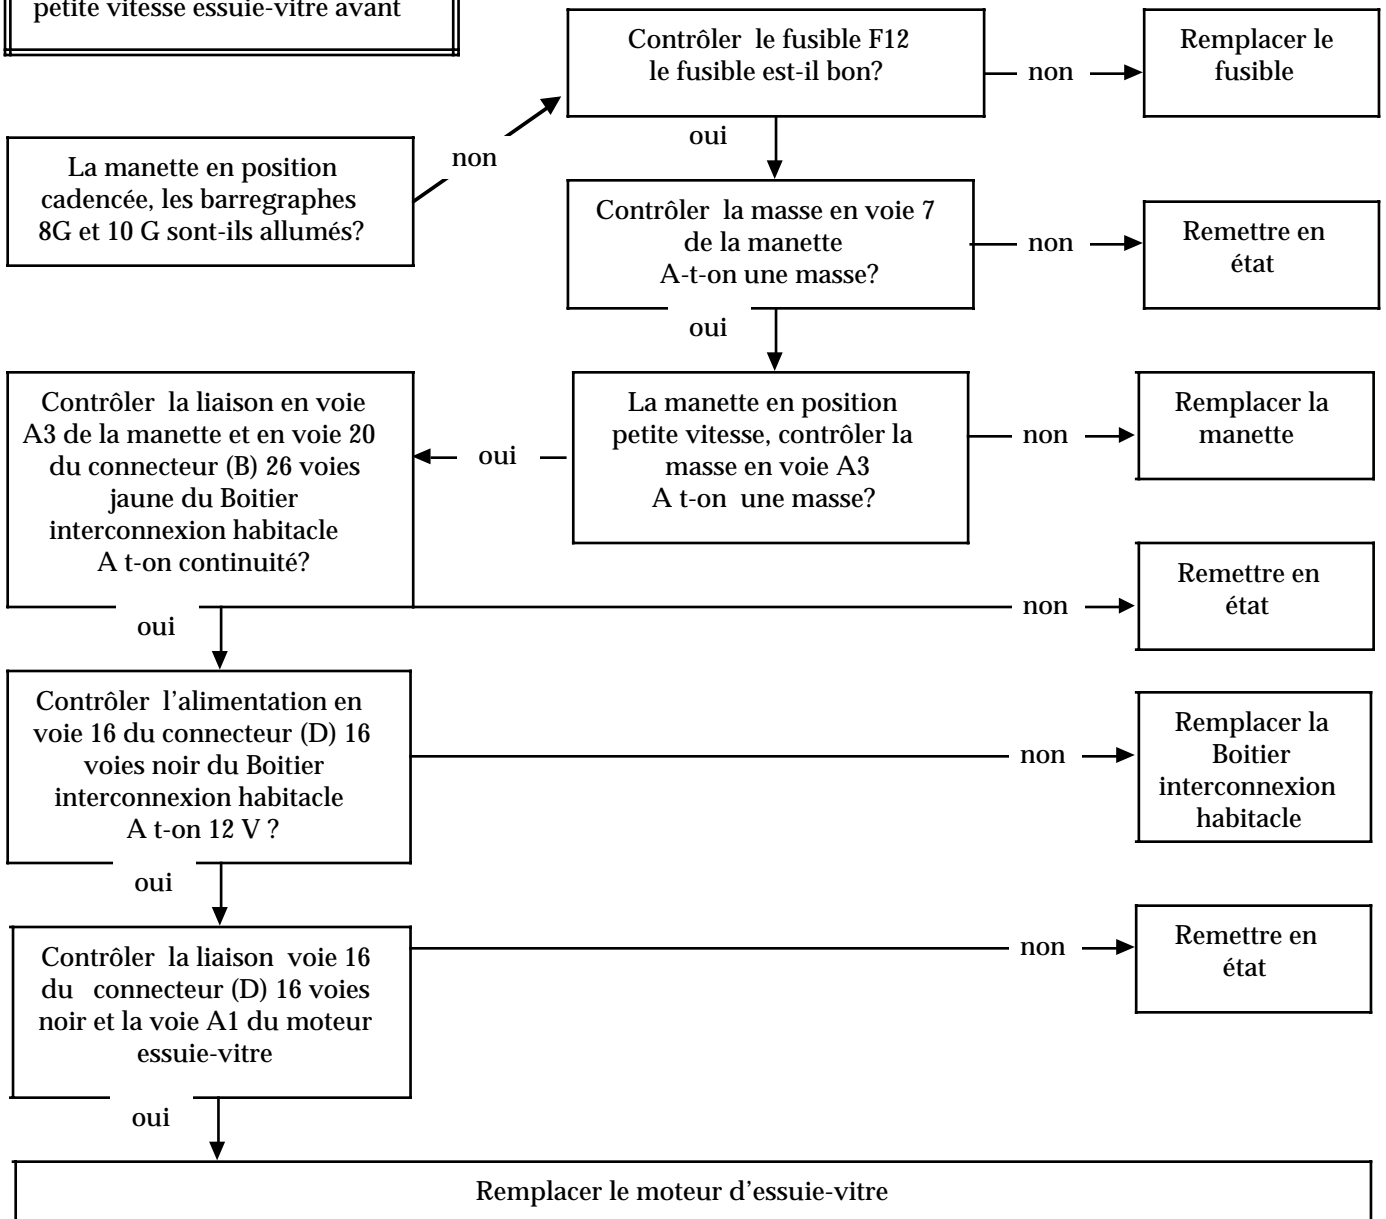 petite vitesse essuie-vitre avant
Contrôler le fusible F12
le fusible est-il bon?
non
Remplacer le
fusible
oui
La manette en position
cadencée, les barregraphes
8G et 10 G sont-ils allumés?
non
Contrôler la masse en voie 7
de la manette
A-t-on une masse?
non
Remettre en
état
oui
La manette en position
petite vitesse, contrôler la
masse en voie A3
A t-on une masse?
non
Remplacer la
manette
oui
Contrôler la liaison en voie
A3 de la manette et en voie 20
du connecteur (B) 26 voies
jaune du Boitier
interconnexion habitacle
A t-on continuité?
non
Remettre en
état
oui
Contrôler l'alimentation en
voie 16 du connecteur (D) 16
voies noir du Boitier
interconnexion habitacle
A t-on 12 V ?
non
Remplacer la
Boitier
interconnexion
habitacle
oui
Contrôler la liaison voie 16
du connecteur (D) 16 voies
noir et la voie A1 du moteur
essuie-vitre
non
Remettre en
état
oui
Remplacer le moteur d'essuie-vitre